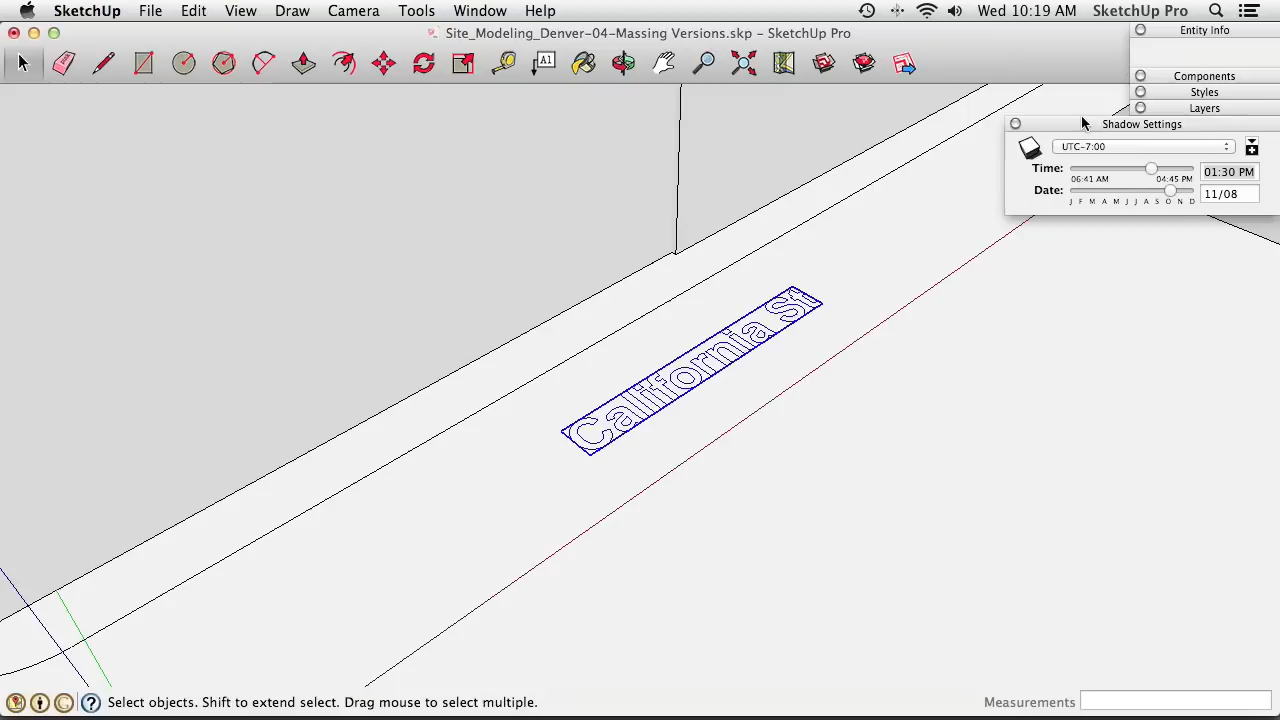 SketchUp File Edit View Draw Camera Tools Window Help Wed 10:19 AM SketchUp Pro
Site_Modeling_Denver-04-Massing Versions.skp - SketchUp Pro
Entity Info
A1
Components
Styles
Layers
Shadow Settings
UTC-7:00
Time: 01:30 PM
06:41 AM 04:45 PM
Date: 11/08
J F M A M J J A S O N D
California St
Select objects. Shift to extend select. Drag mouse to select multiple.
Measurements